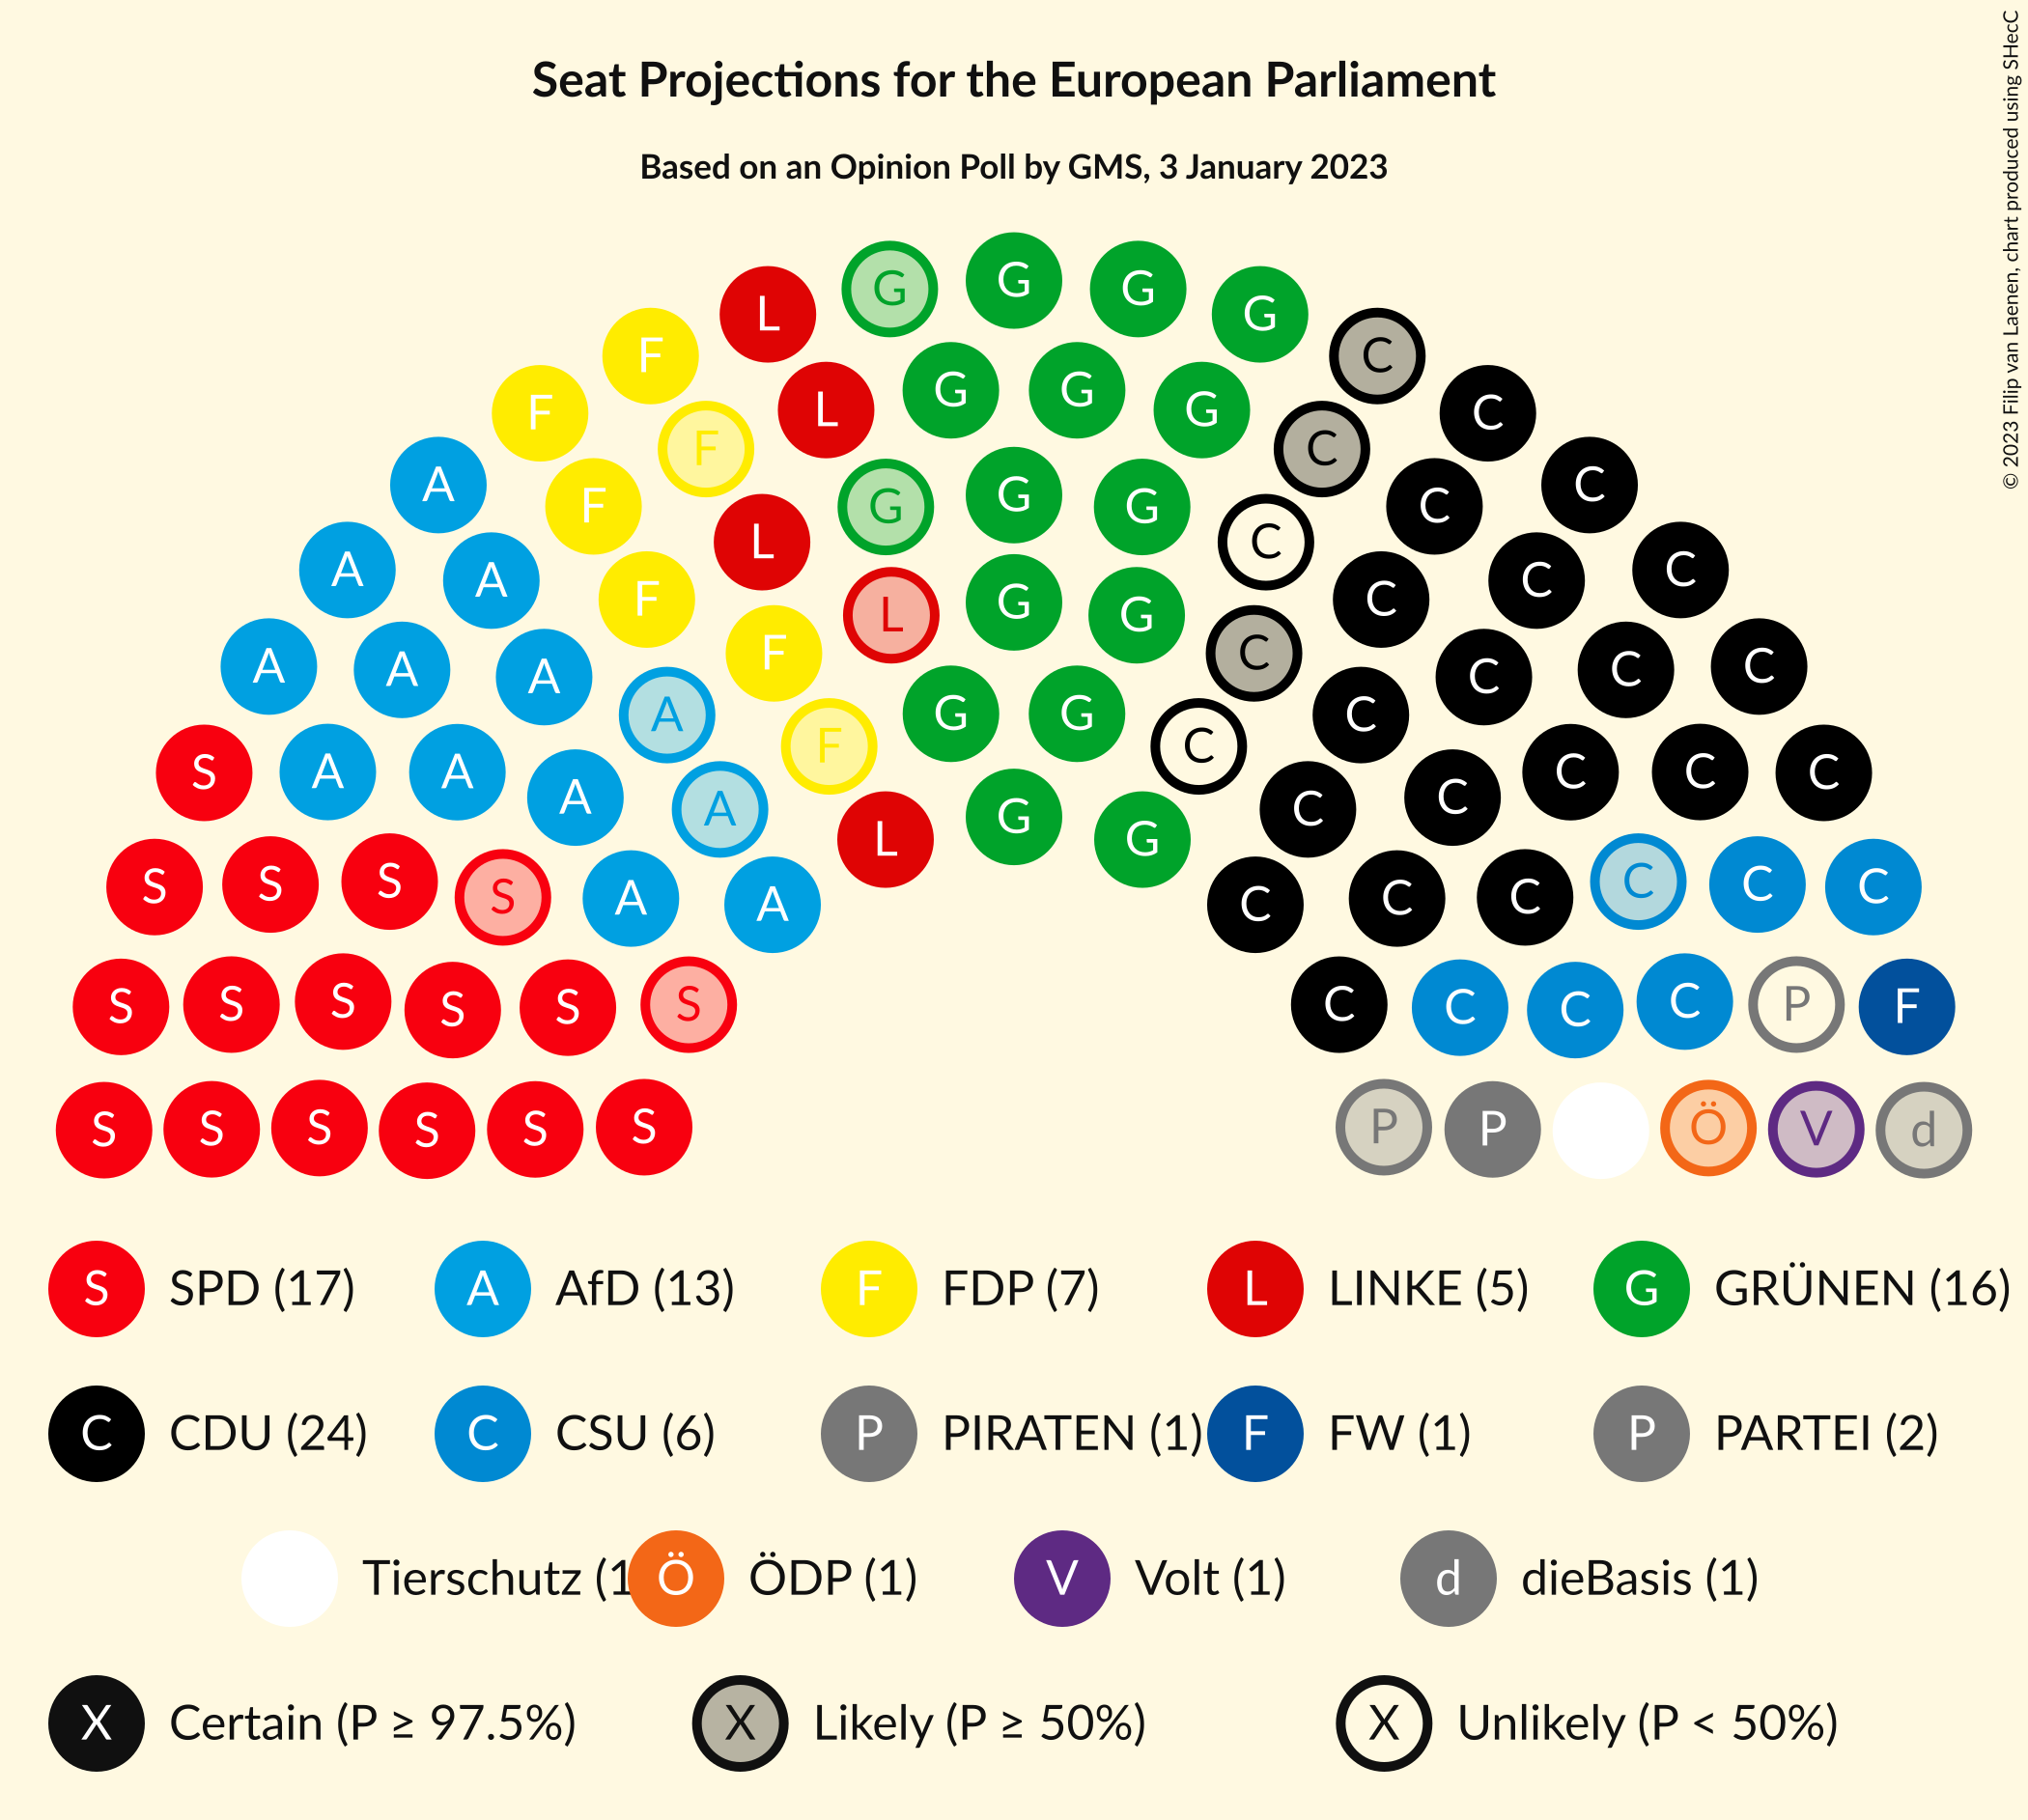 Seat Projections for the European Parliament
Based on an Opinion Poll by GMS, 3 January 2023
© 2023 Filip van Laenen, chart produced using SHecC
G G G G
L C
F G G G C
F L C
A F G G G C
F L C C
A A F L G G G C C C C
A A A F C C C C
A G G C
S A A A F C C C C C
A L G G C
S S S S A A C C C C C C
S S S S S S C C C C P F
S S S S S S P P Ö V d
S SPD (17) A AfD (13) F FDP (7) L LINKE (5) G GRÜNEN (16)
C CDU (24) C CSU (6) P PIRATEN (1) F FW (1) P PARTEI (2)
Tierschutz (1 Ö ÖDP (1) V Volt (1) d dieBasis (1)
X Certain (P ≥ 97.5%) X Likely (P ≥ 50%) X Unlikely (P < 50%)